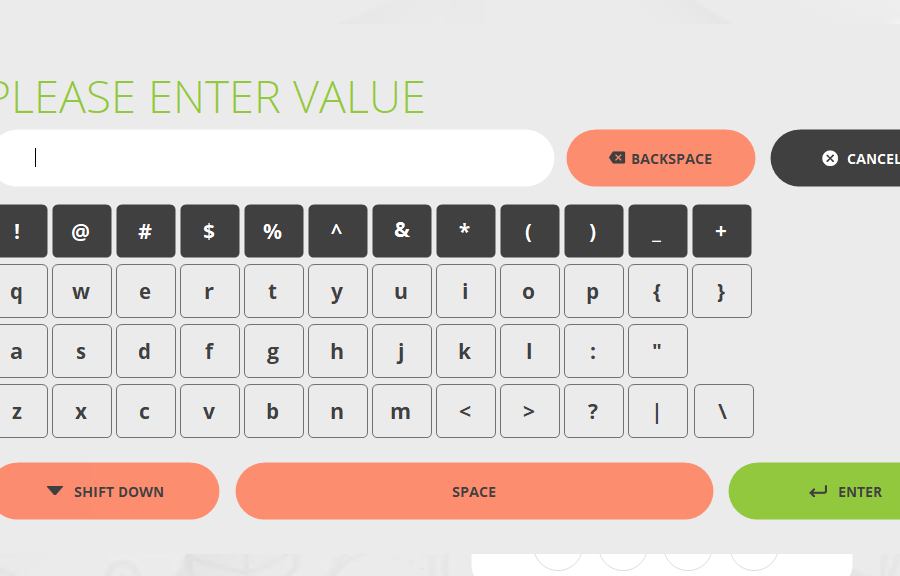 PLEASE ENTER VALUE
BACKSPACE CANCEL
! @ # $ % ^ & * ( ) _ +
q w e r t y u i o p { }
a s d f g h j k l : "
z x c v b n m < > ? | \
SHIFT DOWN SPACE ENTER